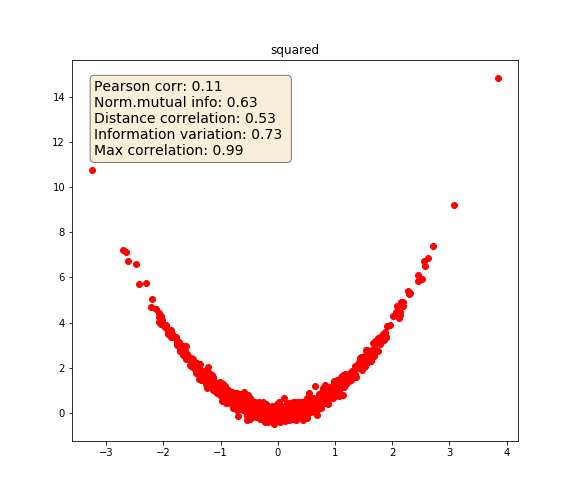 squared
Pearson corr: 0.11
Norm.mutual info: 0.63
Distance correlation: 0.53
Information variation: 0.73
Max correlation: 0.99
14
12
10
8
6
4
2
0
−3 −2 −1 0 1 2 3 4